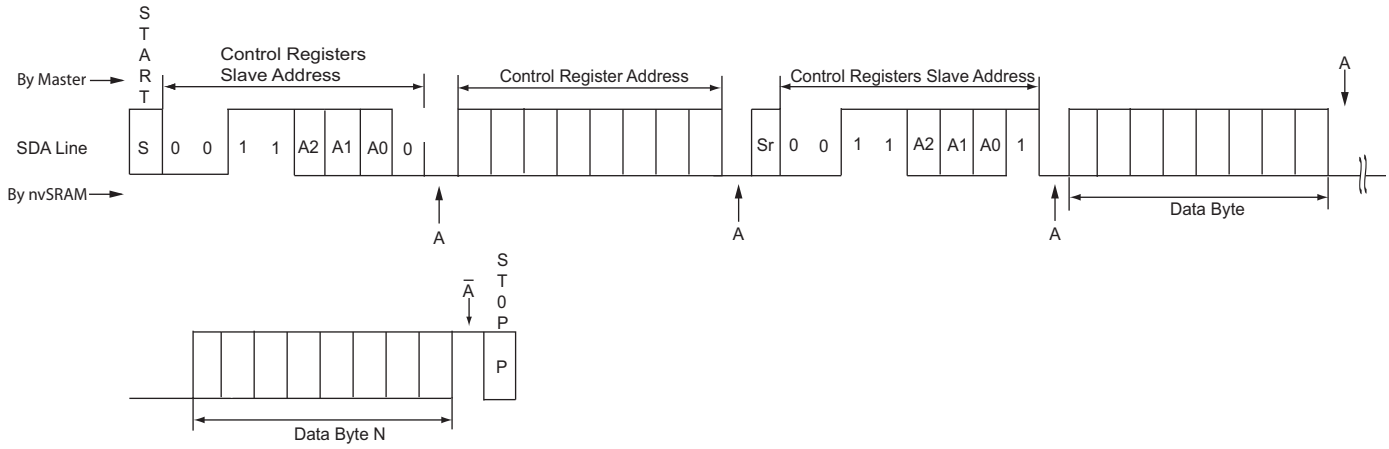 START
Control Registers
Slave Address
By Master
Control Register Address
Control Registers Slave Address
A
SDA Line
S 0 0 1 1 A2 A1 A0 0
Sr 0 0 1 1 A2 A1 A0 1
By nvSRAM
A
A
A
Data Byte
ST0P
A̅
P
Data Byte N